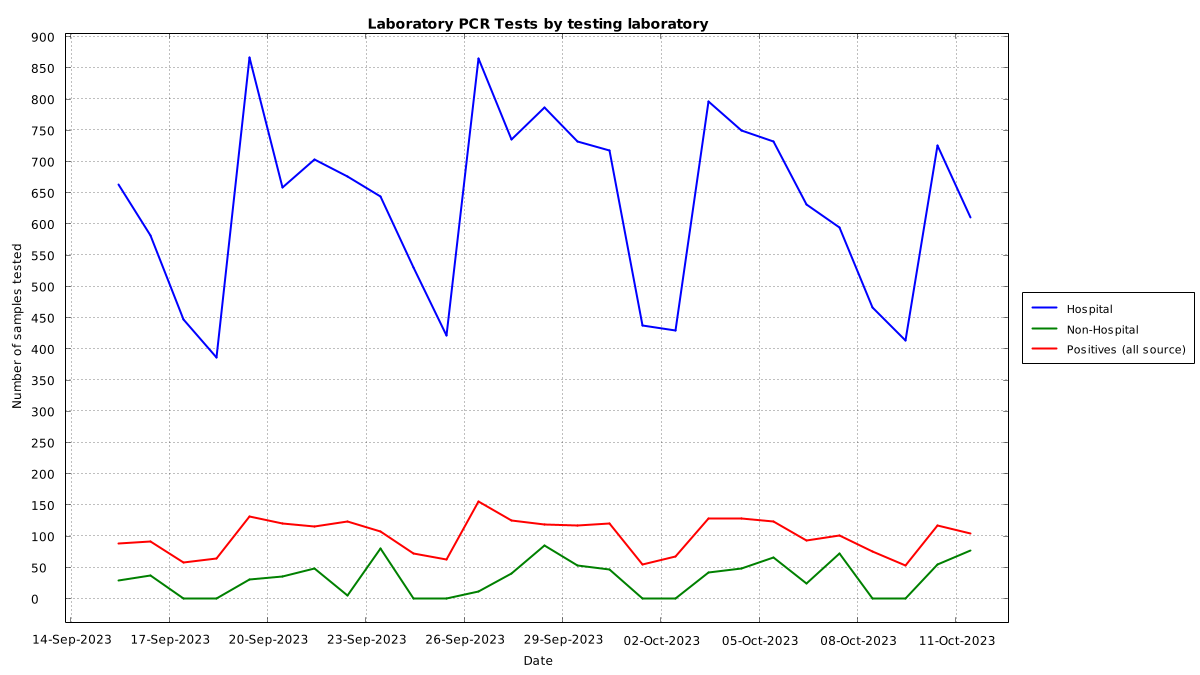 Laboratory PCR Tests by testing laboratory
900
850
800
750
700
650
600
550
500
450
400
350
300
250
200
150
100
50
0
Number of samples tested
14-Sep-2023 17-Sep-2023 20-Sep-2023 23-Sep-2023 26-Sep-2023 29-Sep-2023 02-Oct-2023 05-Oct-2023 08-Oct-2023 11-Oct-2023
Date
Hospital
Non-Hospital
Positives (all source)